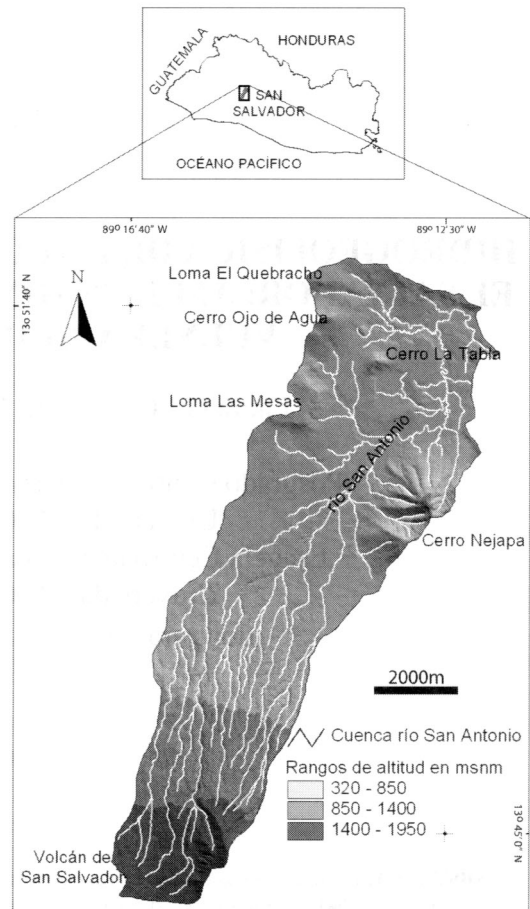 GUATEMALA
HONDURAS
SAN
SALVADOR
OCÉANO PACÍFICO
89º 16'40" W
89º 12'30" W
13o 51'40" N
N
Loma El Quebracho
Cerro Ojo de Agua
Cerro La Tabla
Loma Las Mesas
río San Antonio
Cerro Nejapa
2000m
Cuenca río San Antonio
Rangos de altitud en msnm
320 - 850
850 - 1400
1400 - 1950
13º 45'0" N
Volcán de
San Salvador